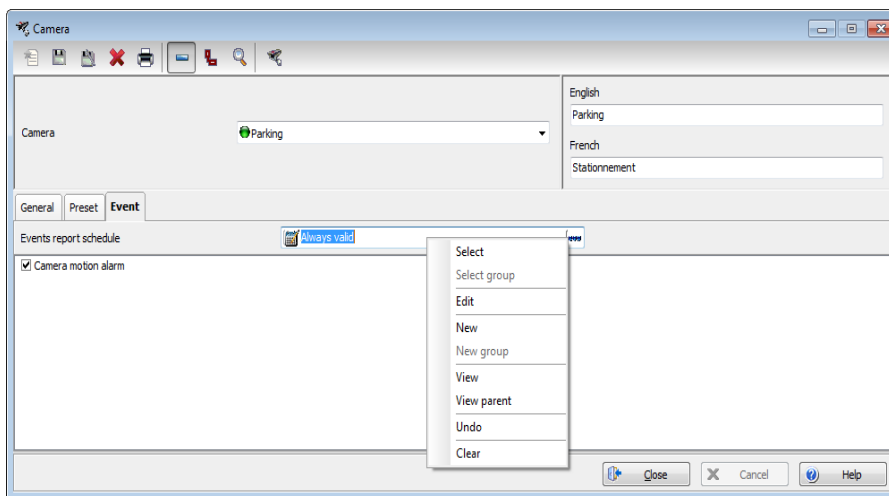 Camera
English
Parking
Camera
Parking
French
Stationnement
General Preset Event
Events report schedule
Always valid
Camera motion alarm
Select
Select group
Edit
New
New group
View
View parent
Undo
Clear
Close Cancel Help